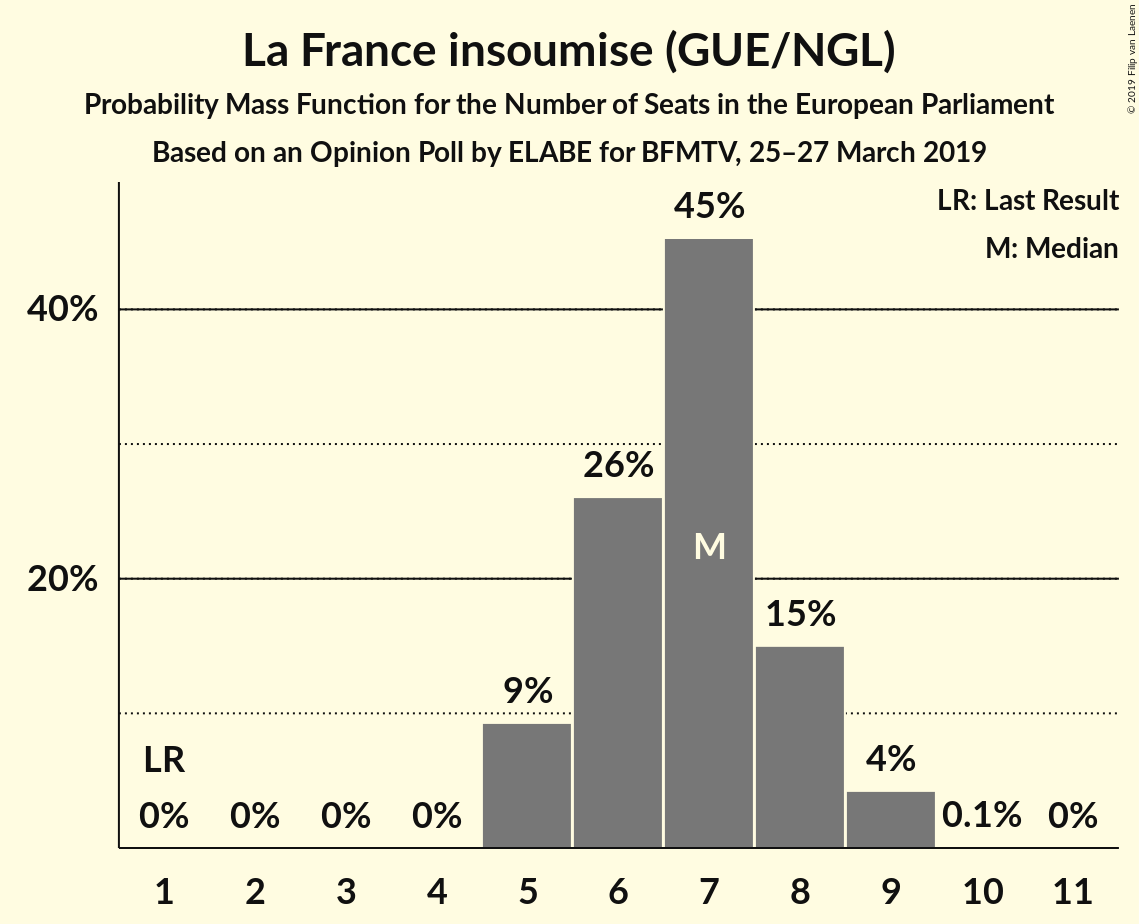 La France insoumise (GUE/NGL)
Probability Mass Function for the Number of Seats in the European Parliament
Based on an Opinion Poll by ELABE for BFMTV, 25–27 March 2019
© 2019 Filip van Laenen
LR: Last Result
M: Median
45%
40%
26%
M
20%
15%
9%
LR
4%
0% 0% 0% 0% 0.1% 0%
1 2 3 4 5 6 7 8 9 10 11